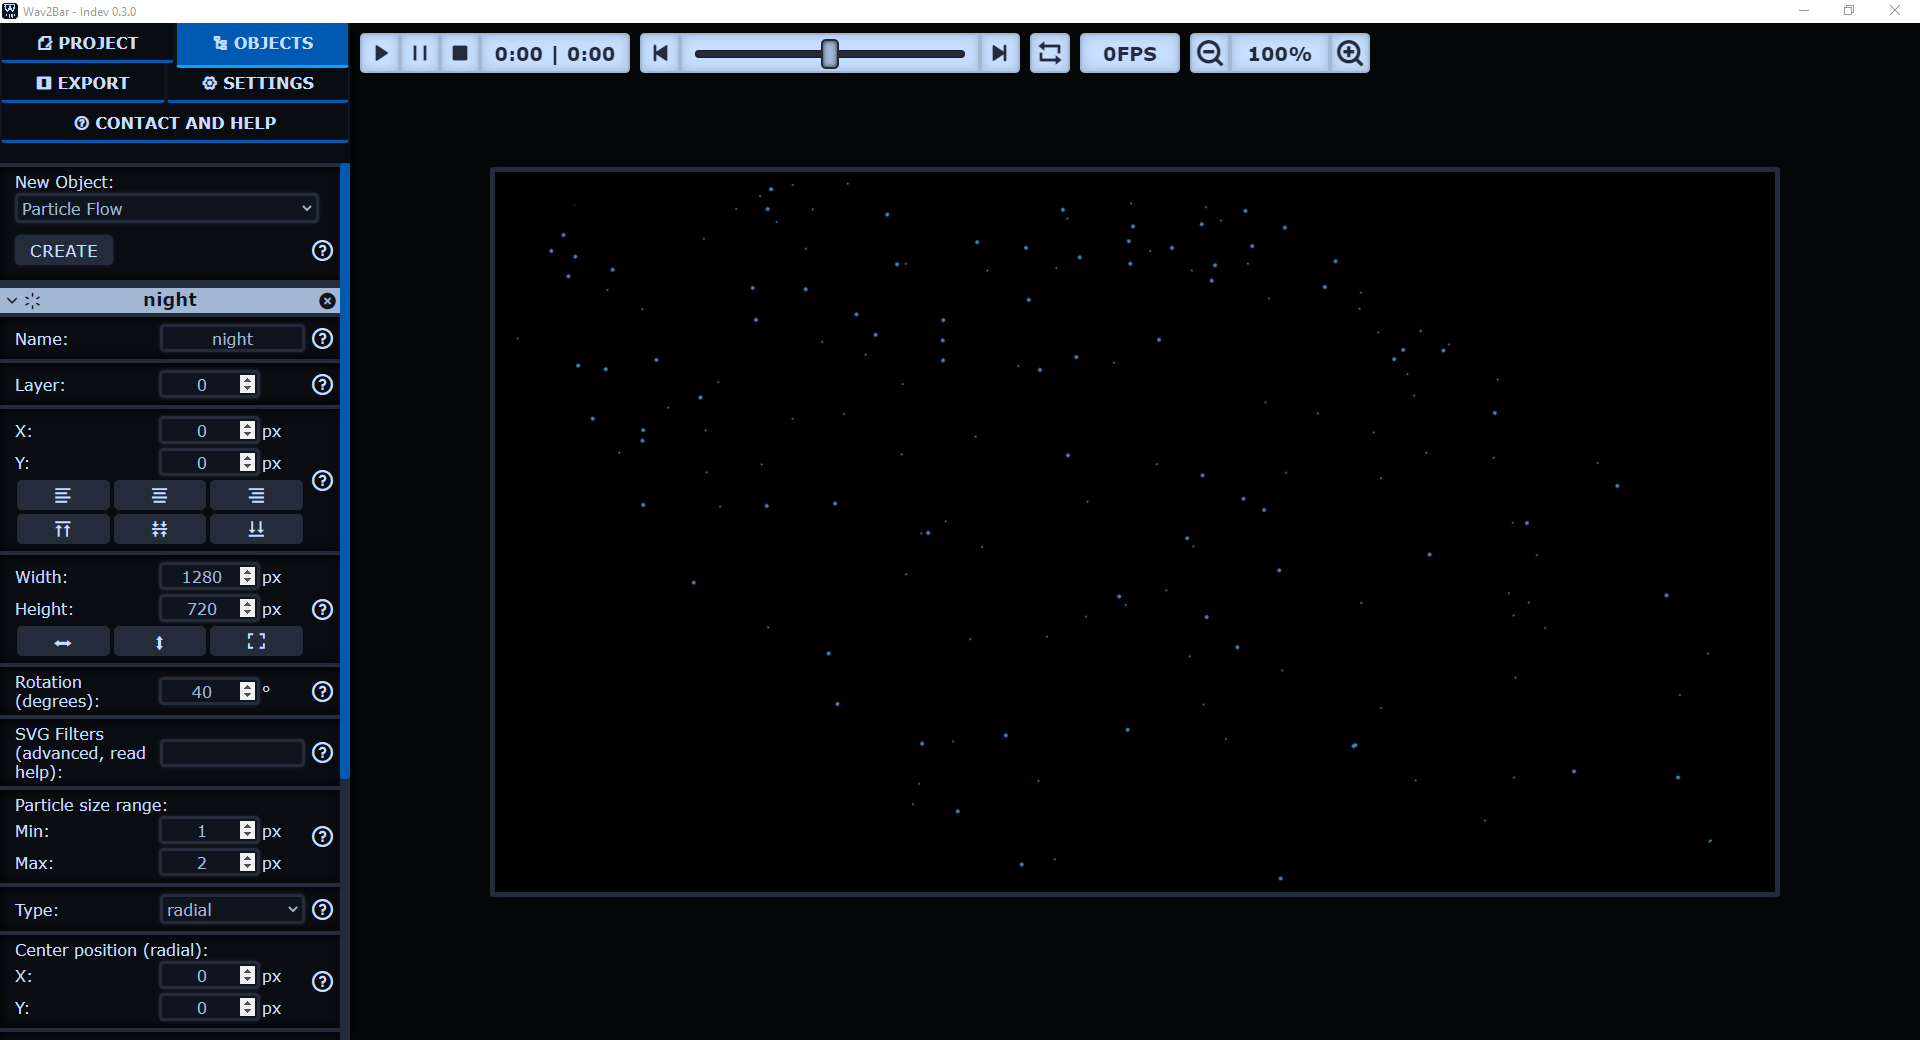 Wav2Bar - Indev 0.3.0
PROJECT
OBJECTS
EXPORT
SETTINGS
CONTACT AND HELP
0:00 | 0:00
0FPS
100%
New Object:
Particle Flow
CREATE
night
Name:
night
Layer:
0
X:
0
px
Y:
0
px
Width:
1280
px
Height:
720
px
Rotation
(degrees):
40
°
SVG Filters
(advanced, read
help):
Particle size range:
Min:
1
px
Max:
2
px
Type:
radial
Center position (radial):
X:
0
px
Y:
0
px